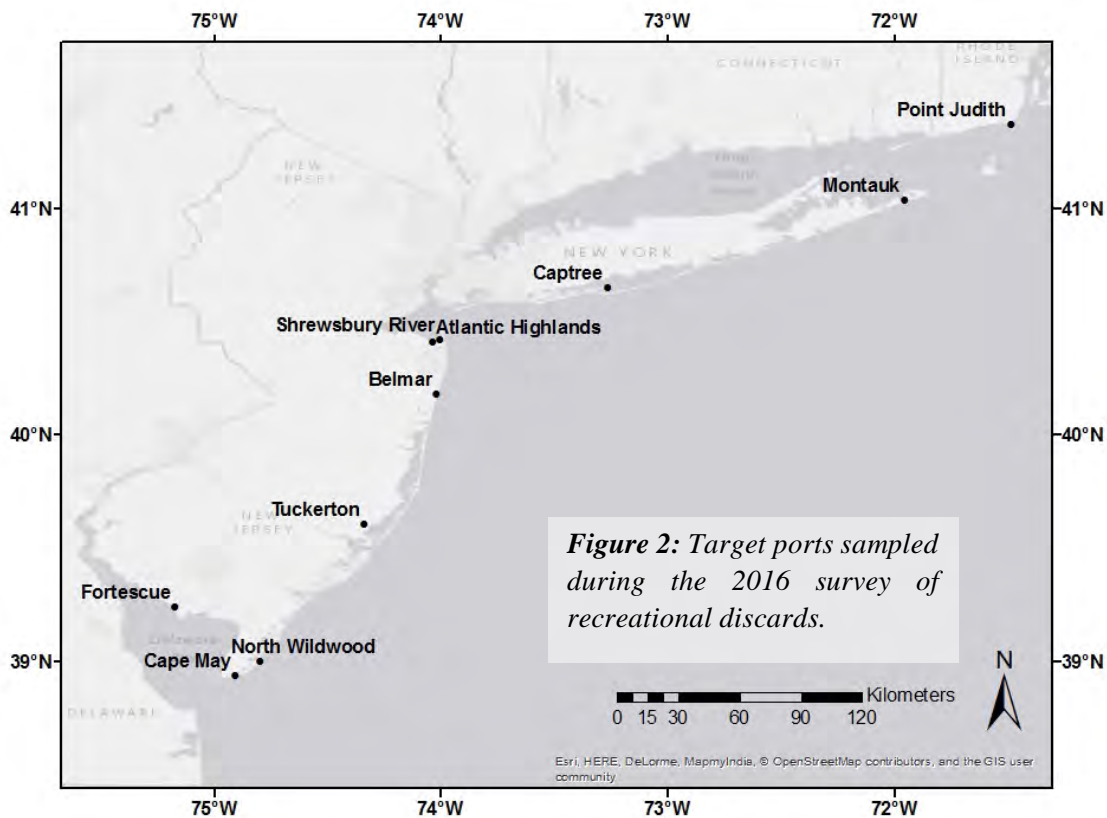 75°W 74°W 73°W 72°W
CONNECTICUT
RHODE
ISLAND
Point Judith
NEW
JERSEY
Montauk
41°N 41°N
NEW YORK
Captree
Shrewsbury River Atlantic Highlands
Belmar
40°N 40°N
Tuckerton
NEW
JERSEY
Figure 2: Target ports sampled
during the 2016 survey of
recreational discards.
Fortescue
North Wildwood
Cape May
39°N 39°N
DELAWARE
N
Kilometers
0 15 30 60 90 120
Esri, HERE, DeLorme, MapmyIndia, © OpenStreetMap contributors, and the GIS user
community
75°W 74°W 73°W 72°W